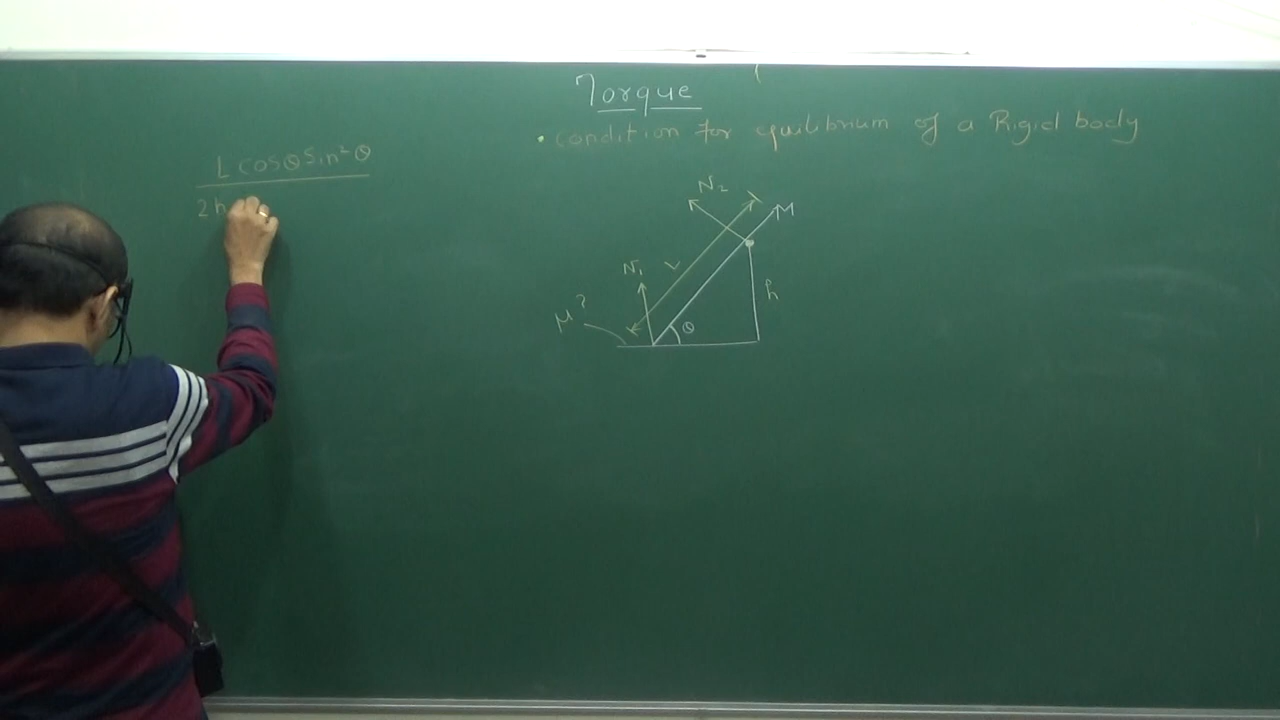 Torque
• condition for equilibrium of a Rigid body
L cosθ Sin²θ
2h
N₂
M
N₁
L
h
μ ?
θ